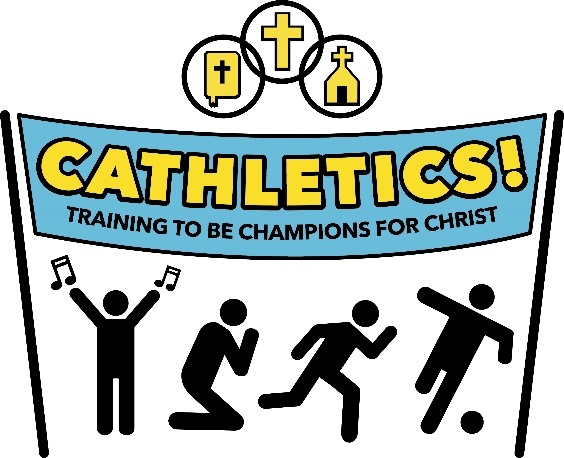 CATHLETICS!
TRAINING TO BE CHAMPIONS FOR CHRIST